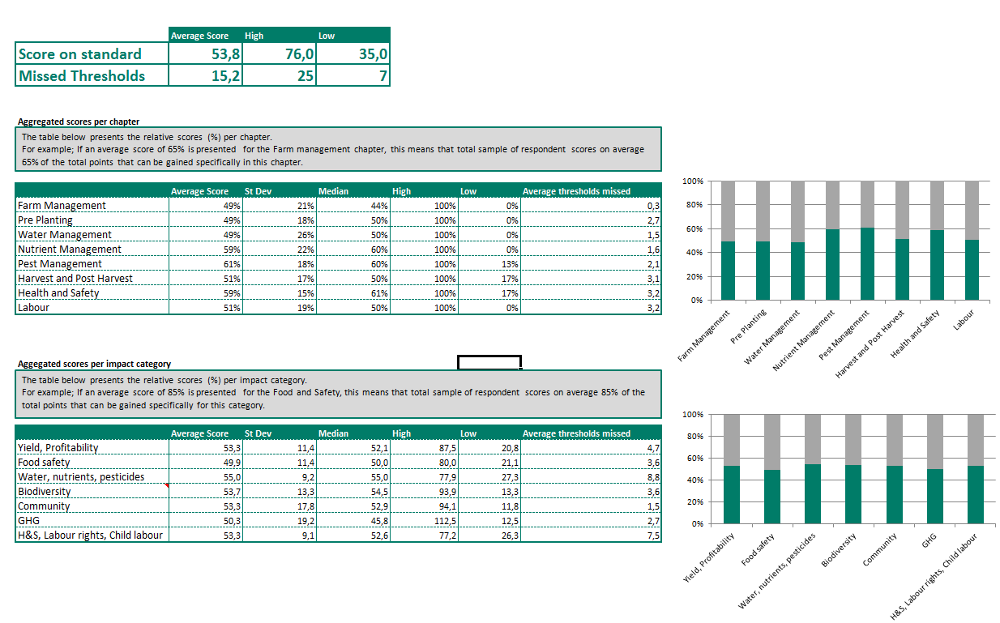 Average Score High Low
Score on standard 53,8 76,0 35,0
Missed Thresholds 15,2 25 7
Aggregated scores per chapter
The table below presents the relative scores (%) per chapter.
For example; If an average score of 65% is presented for the Farm management chapter, this means that total sample of respondent scores on average
65% of the total points that can be gained specifically in this chapter.
Average Score St Dev Median High Low Average thresholds missed
Farm Management 49% 21% 44% 100% 0% 0,3
Pre Planting 49% 18% 50% 100% 0% 2,7
Water Management 49% 26% 50% 100% 0% 1,5
Nutrient Management 59% 22% 60% 100% 0% 1,6
Pest Management 61% 18% 60% 100% 13% 2,1
Harvest and Post Harvest 51% 17% 50% 100% 17% 3,1
Health and Safety 59% 15% 61% 100% 17% 3,2
Labour 51% 19% 50% 100% 0% 3,2
100%
80%
60%
40%
20%
0%
Farm Management
Pre Planting
Water Management
Nutrient Management
Pest Management
Harvest and Post Harvest
Health and Safety
Labour
Aggegated scores per impact category
The table below presents the relative scores (%) per impact category.
For example; If an average score of 85% is presented for the Food and Safety, this means that total sample of respondent scores on average 85% of the
total points that can be gained specifically for this category.
Average Score St Dev Median High Low Average thresholds missed
Yield, Profitability 53,3 11,4 52,1 87,5 20,8 4,7
Food safety 49,9 11,4 50,0 80,0 21,1 3,6
Water, nutrients, pesticides 55,0 9,2 55,0 77,9 27,3 8,8
Biodiversity 53,7 13,3 54,5 93,9 13,3 3,6
Community 53,3 17,8 52,9 94,1 11,8 1,5
GHG 50,3 19,2 45,8 112,5 12,5 2,7
H&S, Labour rights, Child labour 53,3 9,1 52,6 77,2 26,3 7,5
100%
80%
60%
40%
20%
0%
Yield, Profitability
Food safety
Water, nutrients, pesticides
Biodiversity
Community
GHG
H&S, Labour rights, Child labour